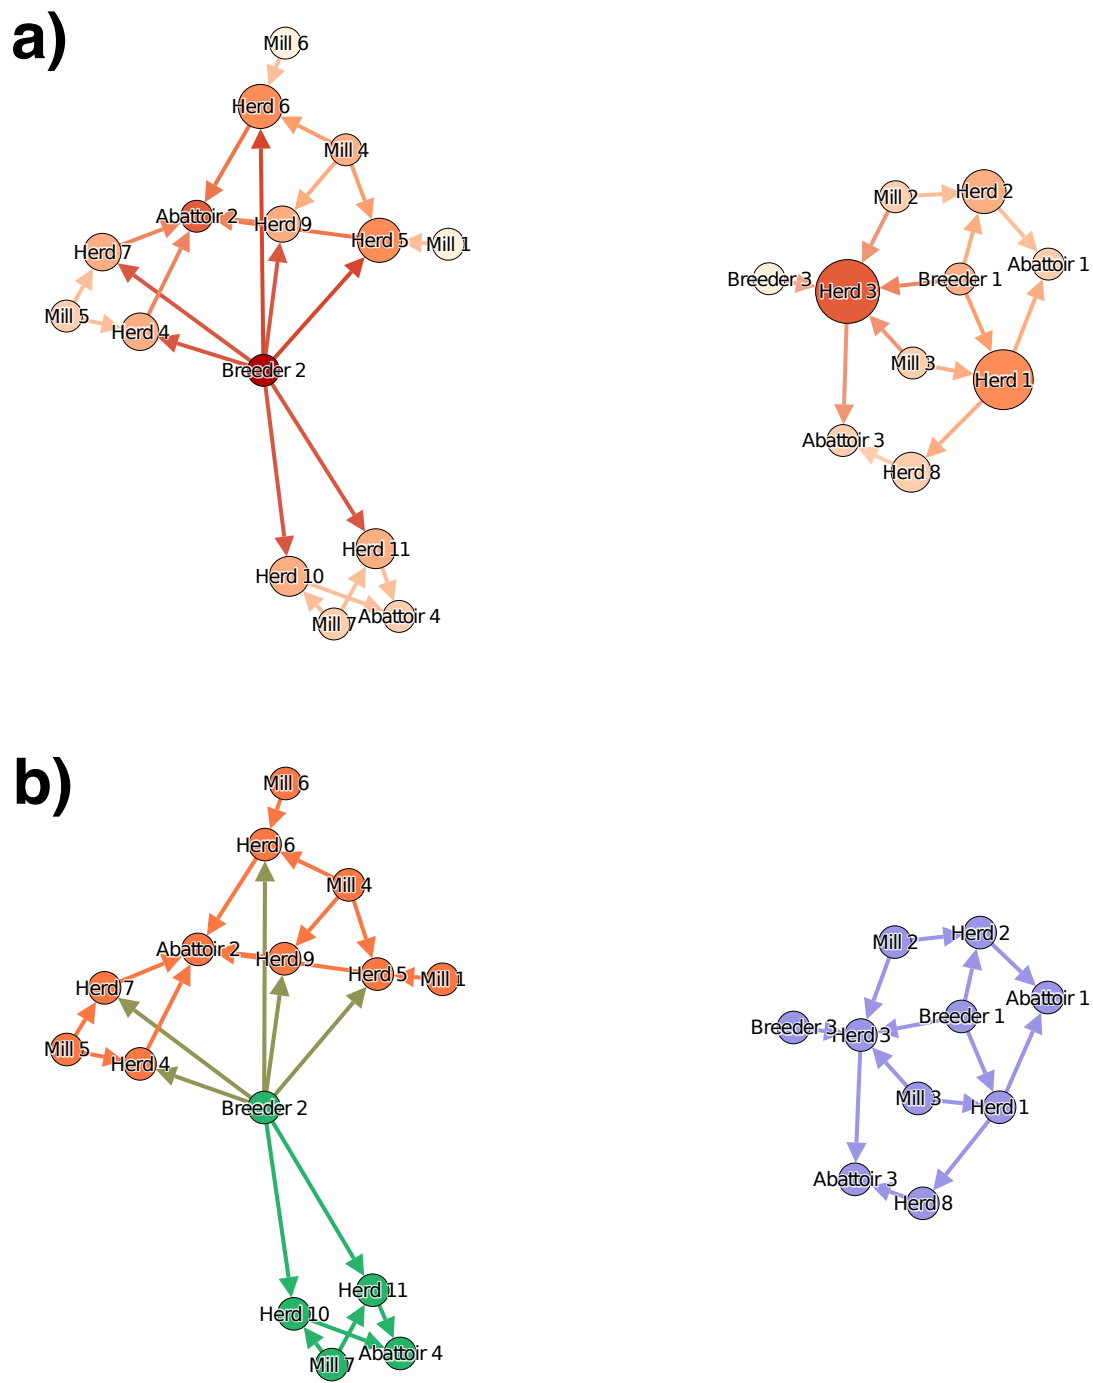 a)
Mill 6
Herd 6
Mill 4
Abattoir 2
Herd 9
Herd 5
Mill 1
Herd 7
Mill 5
Herd 4
Breeder 2
Herd 11
Herd 10
Mill 7
Abattoir 4
Mill 2
Herd 2
Abattoir 1
Breeder 3
Herd 3
Breeder 1
Mill 3
Herd 1
Abattoir 3
Herd 8
b)
Mill 6
Herd 6
Mill 4
Abattoir 2
Herd 9
Herd 5
Mill 1
Herd 7
Mill 5
Herd 4
Breeder 2
Herd 11
Herd 10
Mill 7
Abattoir 4
Mill 2
Herd 2
Abattoir 1
Breeder 3
Herd 3
Breeder 1
Mill 3
Herd 1
Abattoir 3
Herd 8